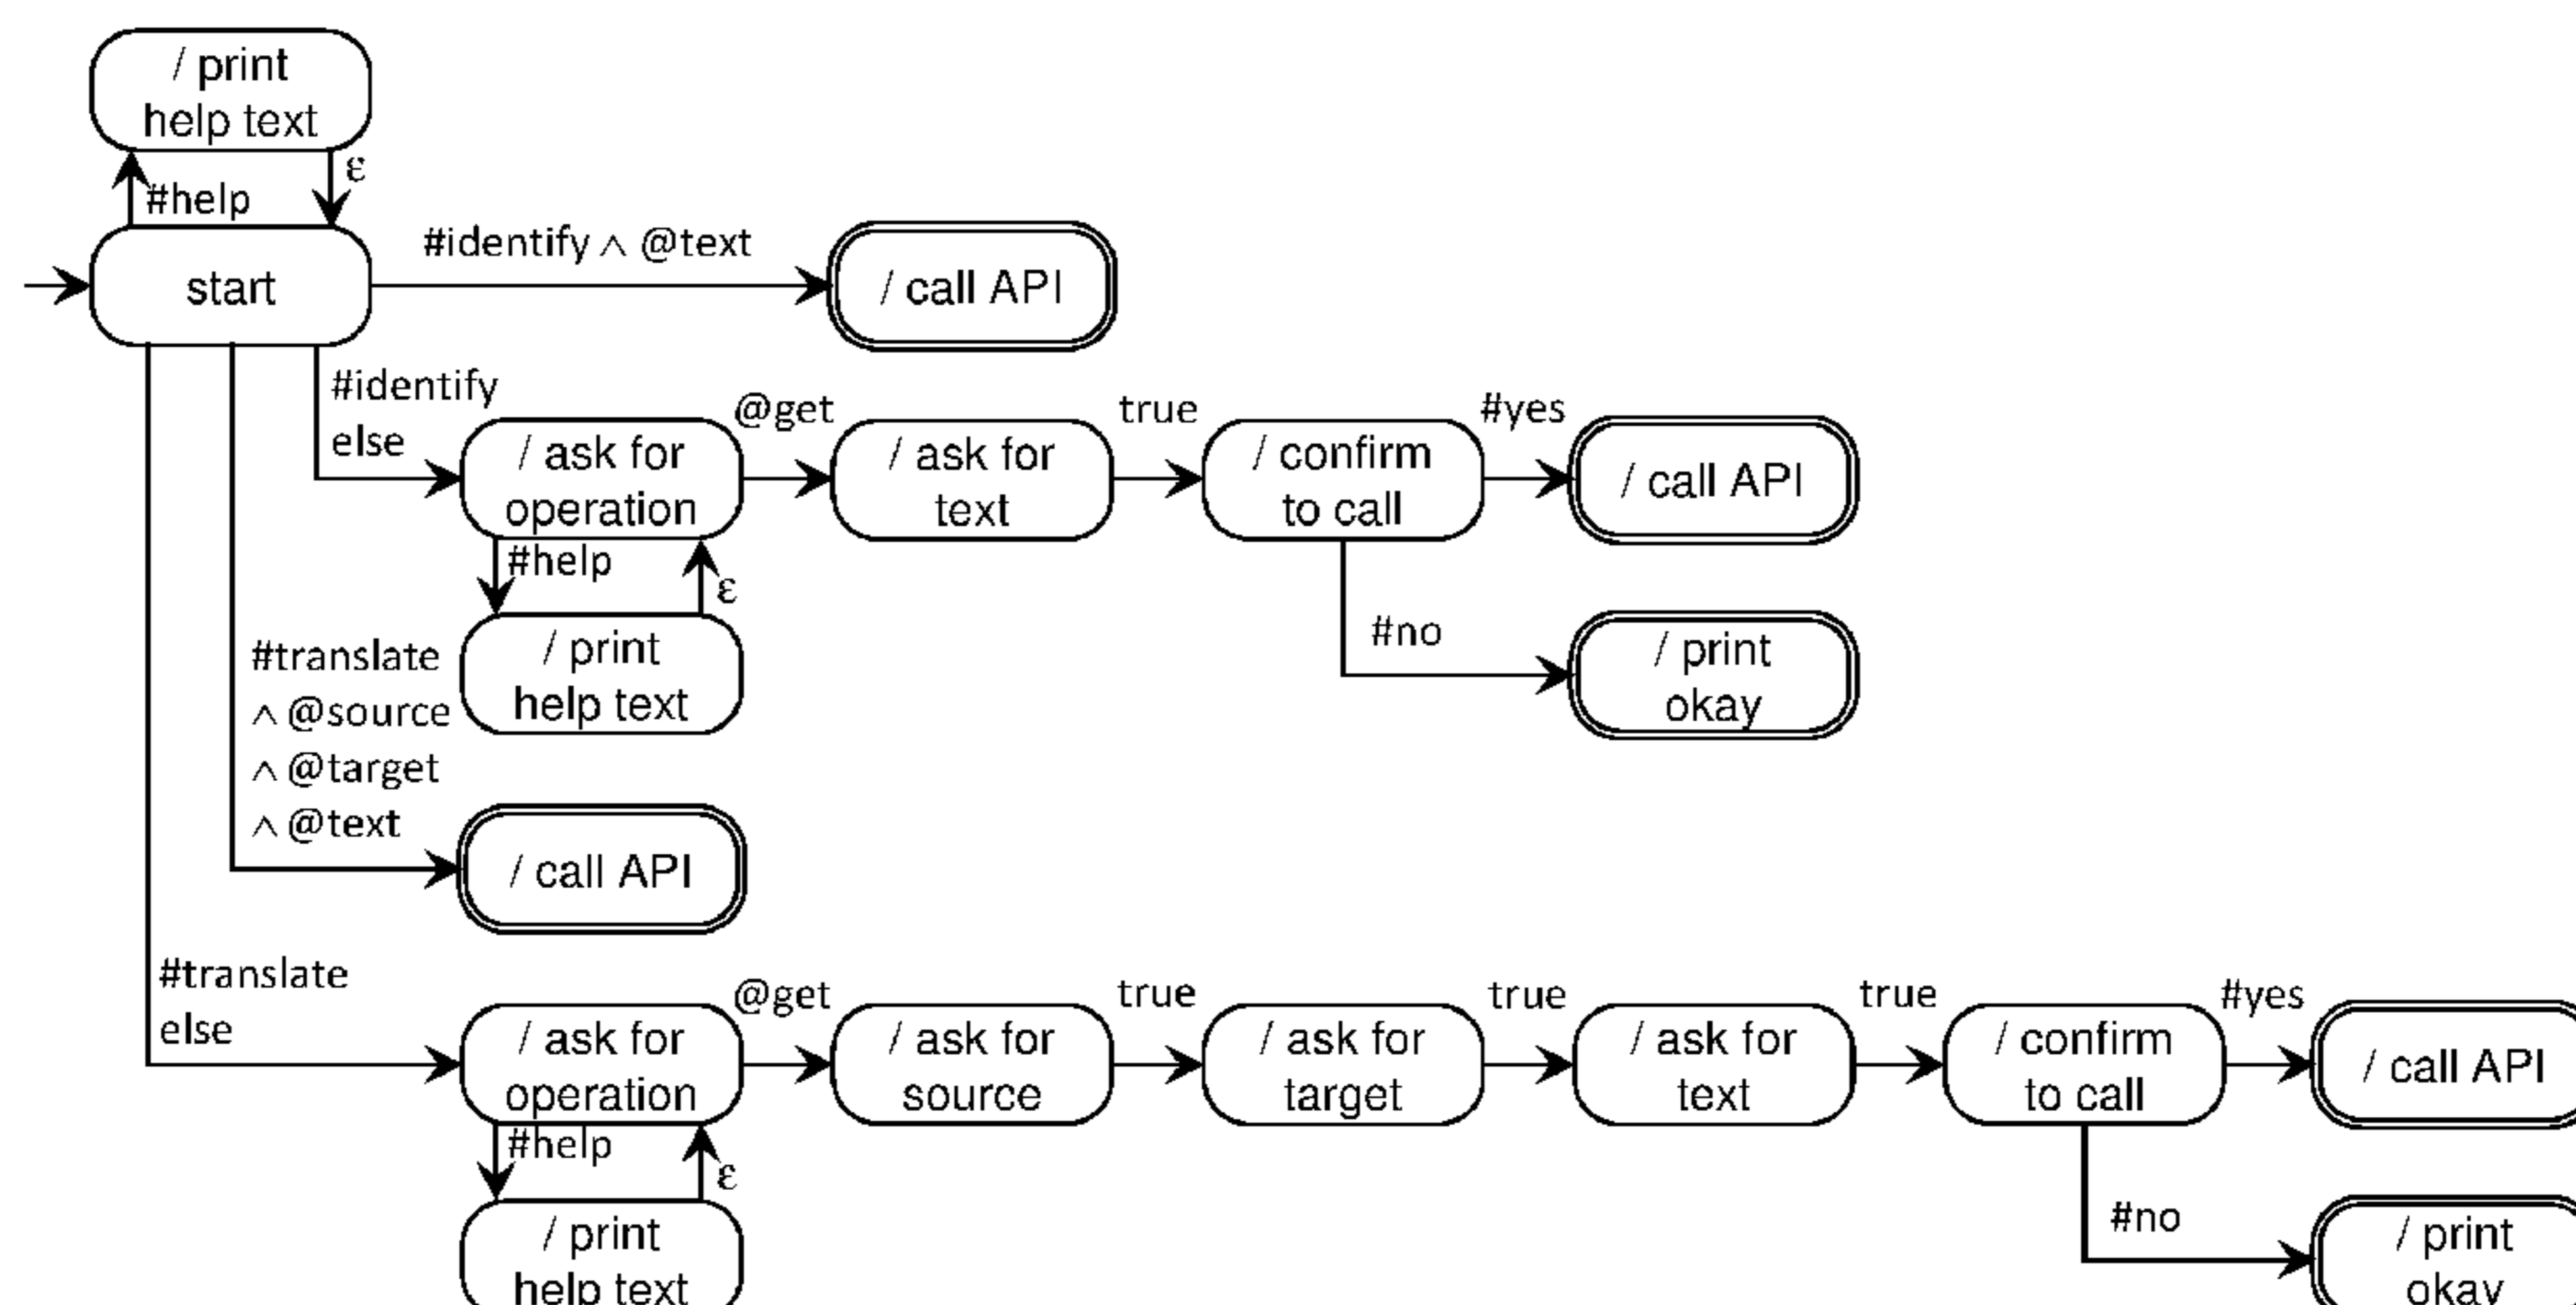 / print
help text
#help
ε
start
#identify ∧ @text
/ call API
#identify
else
/ ask for
operation
@get
/ ask for
text
true
/ confirm
to call
#yes
/ call API
#help
ε
/ print
help text
#no
/ print
okay
#translate
∧ @source
∧ @target
∧ @text
/ call API
#translate
else
/ ask for
operation
@get
/ ask for
source
true
/ ask for
target
true
/ ask for
text
true
/ confirm
to call
#yes
/ call API
#help
ε
/ print
help text
#no
/ print
okay